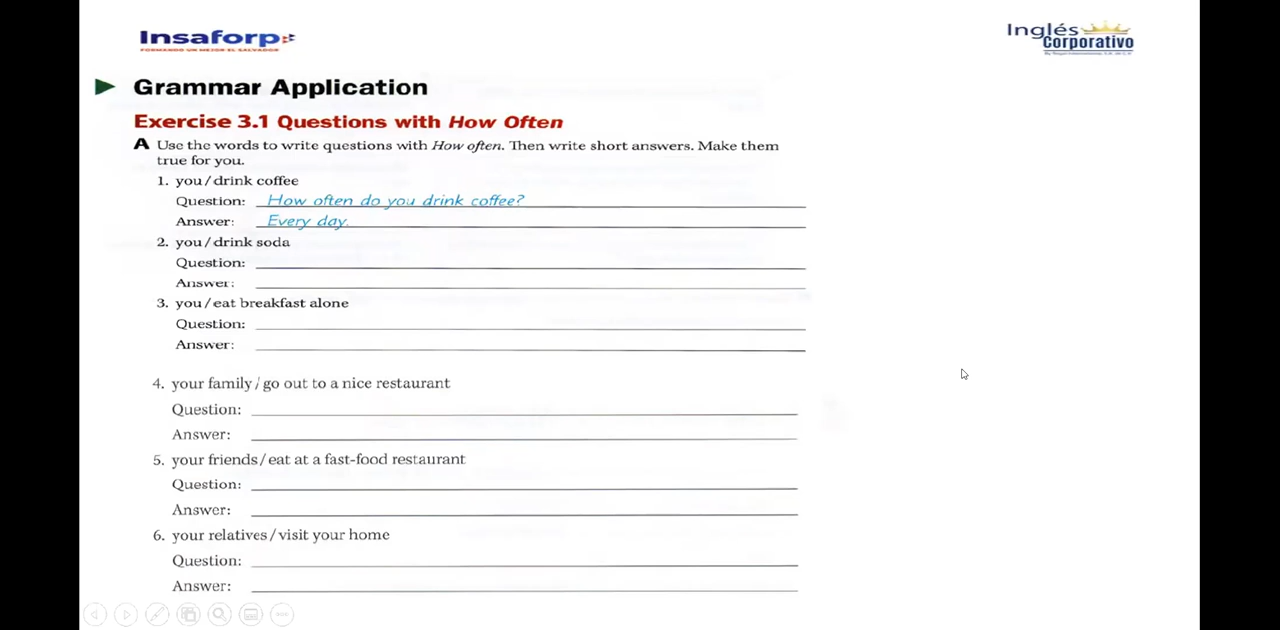 Insaforp
FORMANDO UN MEJOR EL SALVADOR
Inglés
Corporativo
Grammar Application
Exercise 3.1 Questions with How Often
A Use the words to write questions with How often. Then write short answers. Make them
true for you.
1. you / drink coffee
Question: How often do you drink coffee?
Answer: Every day.
2. you / drink soda
Question:
Answer:
3. you / eat breakfast alone
Question:
Answer:
4. your family / go out to a nice restaurant
Question:
Answer:
5. your friends / eat at a fast-food restaurant
Question:
Answer:
6. your relatives / visit your home
Question:
Answer: